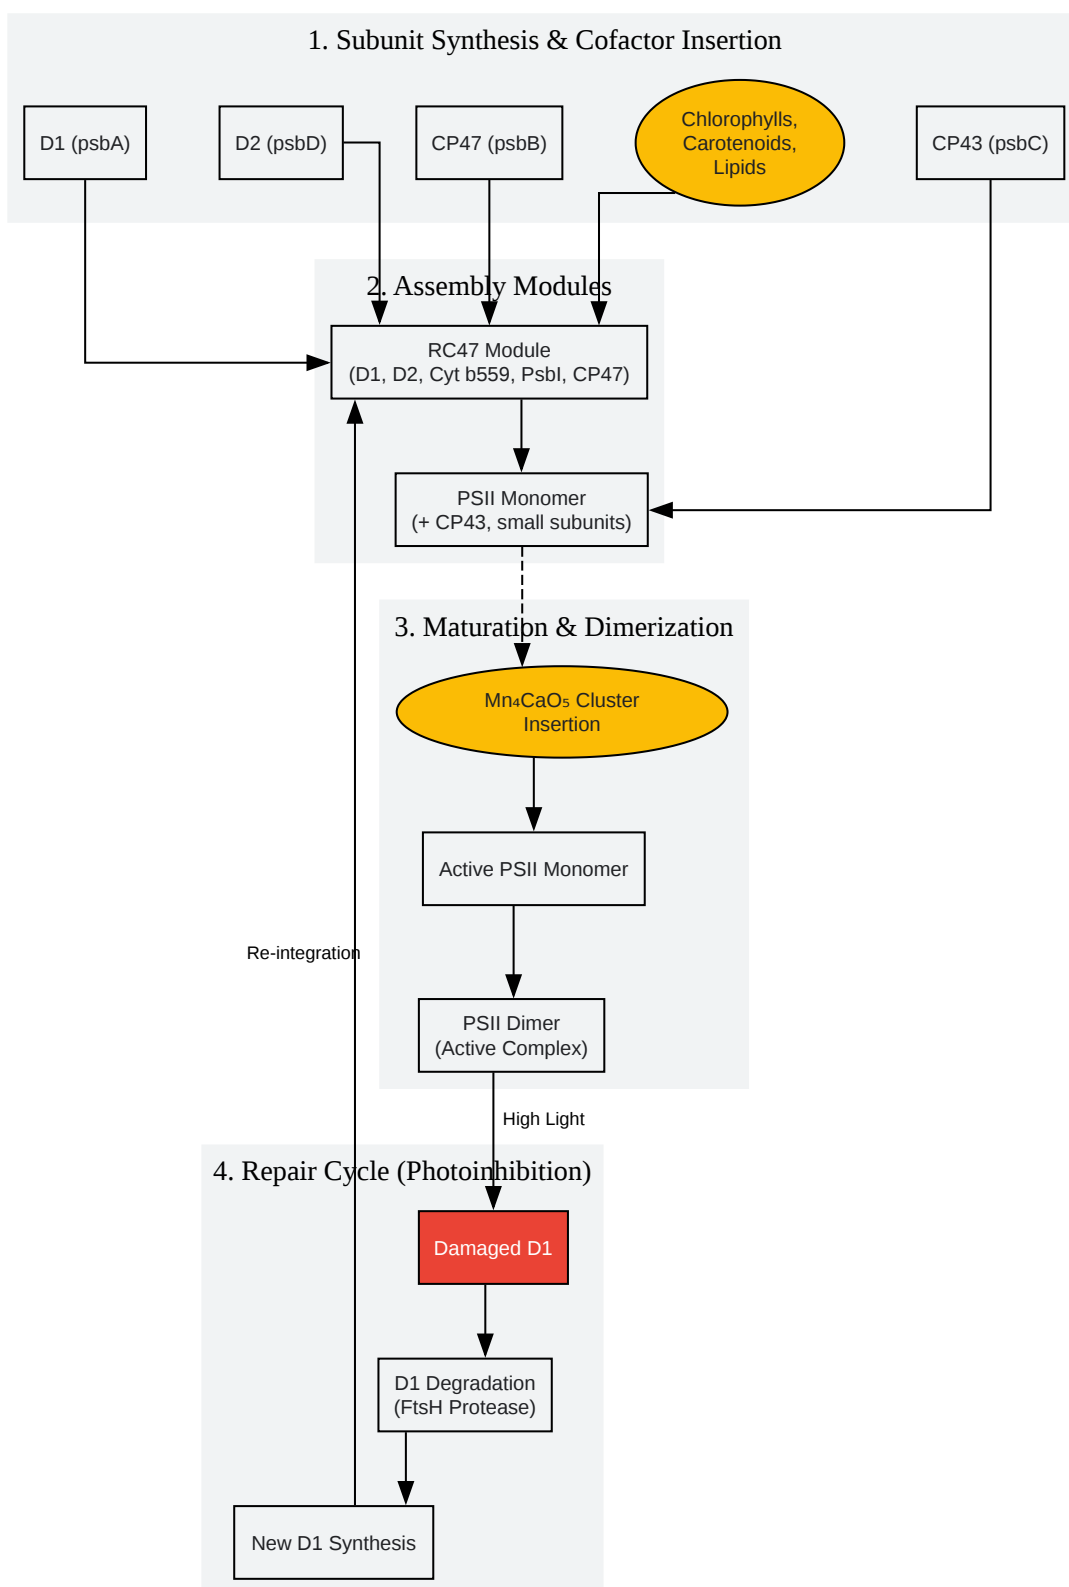 1. Subunit Synthesis & Cofactor Insertion
D1 (psbA)
D2 (psbD)
CP47 (psbB)
Chlorophylls,
Carotenoids,
Lipids
CP43 (psbC)
2. Assembly Modules
RC47 Module
(D1, D2, Cyt b559, PsbI, CP47)
PSII Monomer
(+ CP43, small subunits)
3. Maturation & Dimerization
Mn₄CaO₅ Cluster
Insertion
Active PSII Monomer
Re-integration
PSII Dimer
(Active Complex)
High Light
4. Repair Cycle (Photoinhibition)
Damaged D1
D1 Degradation
(FtsH Protease)
New D1 Synthesis